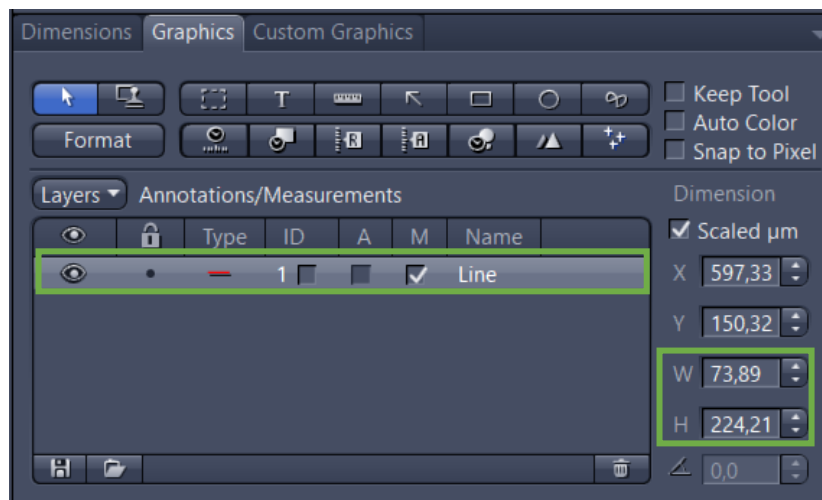 Dimensions Graphics Custom Graphics
T Keep Tool
Auto Color
Format R A Snap to Pixel
Layers Annotations/Measurements Dimension
Type ID A M Name Scaled µm
1 Line X 597,33
Y 150,32
W 73,89
H 224,21
0,0